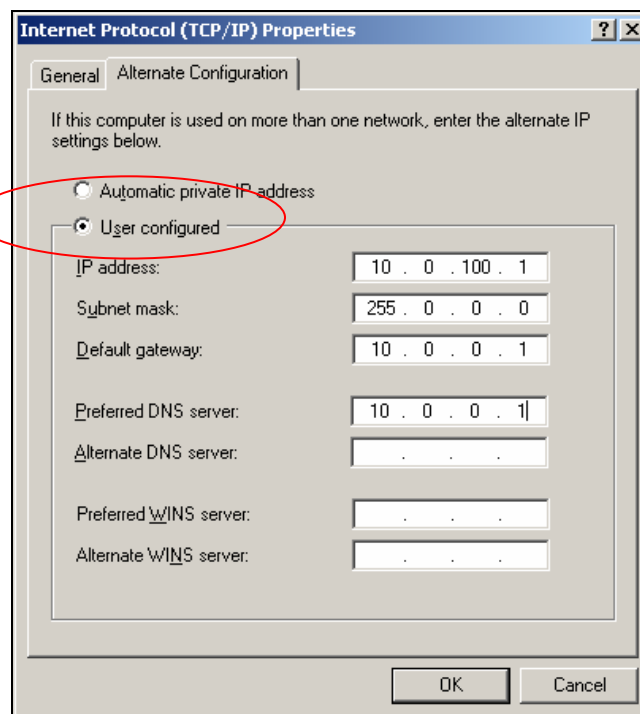 Internet Protocol (TCP/IP) Properties
General Alternate Configuration
If this computer is used on more than one network, enter the alternate IP
settings below.
Automatic private IP address
User configured
IP address: 10 . 0 . 100 . 1
Subnet mask: 255 . 0 . 0 . 0
Default gateway: 10 . 0 . 0 . 1
Preferred DNS server: 10 . 0 . 0 . 1
Alternate DNS server: . . .
Preferred WINS server: . . .
Alternate WINS server: . . .
OK Cancel